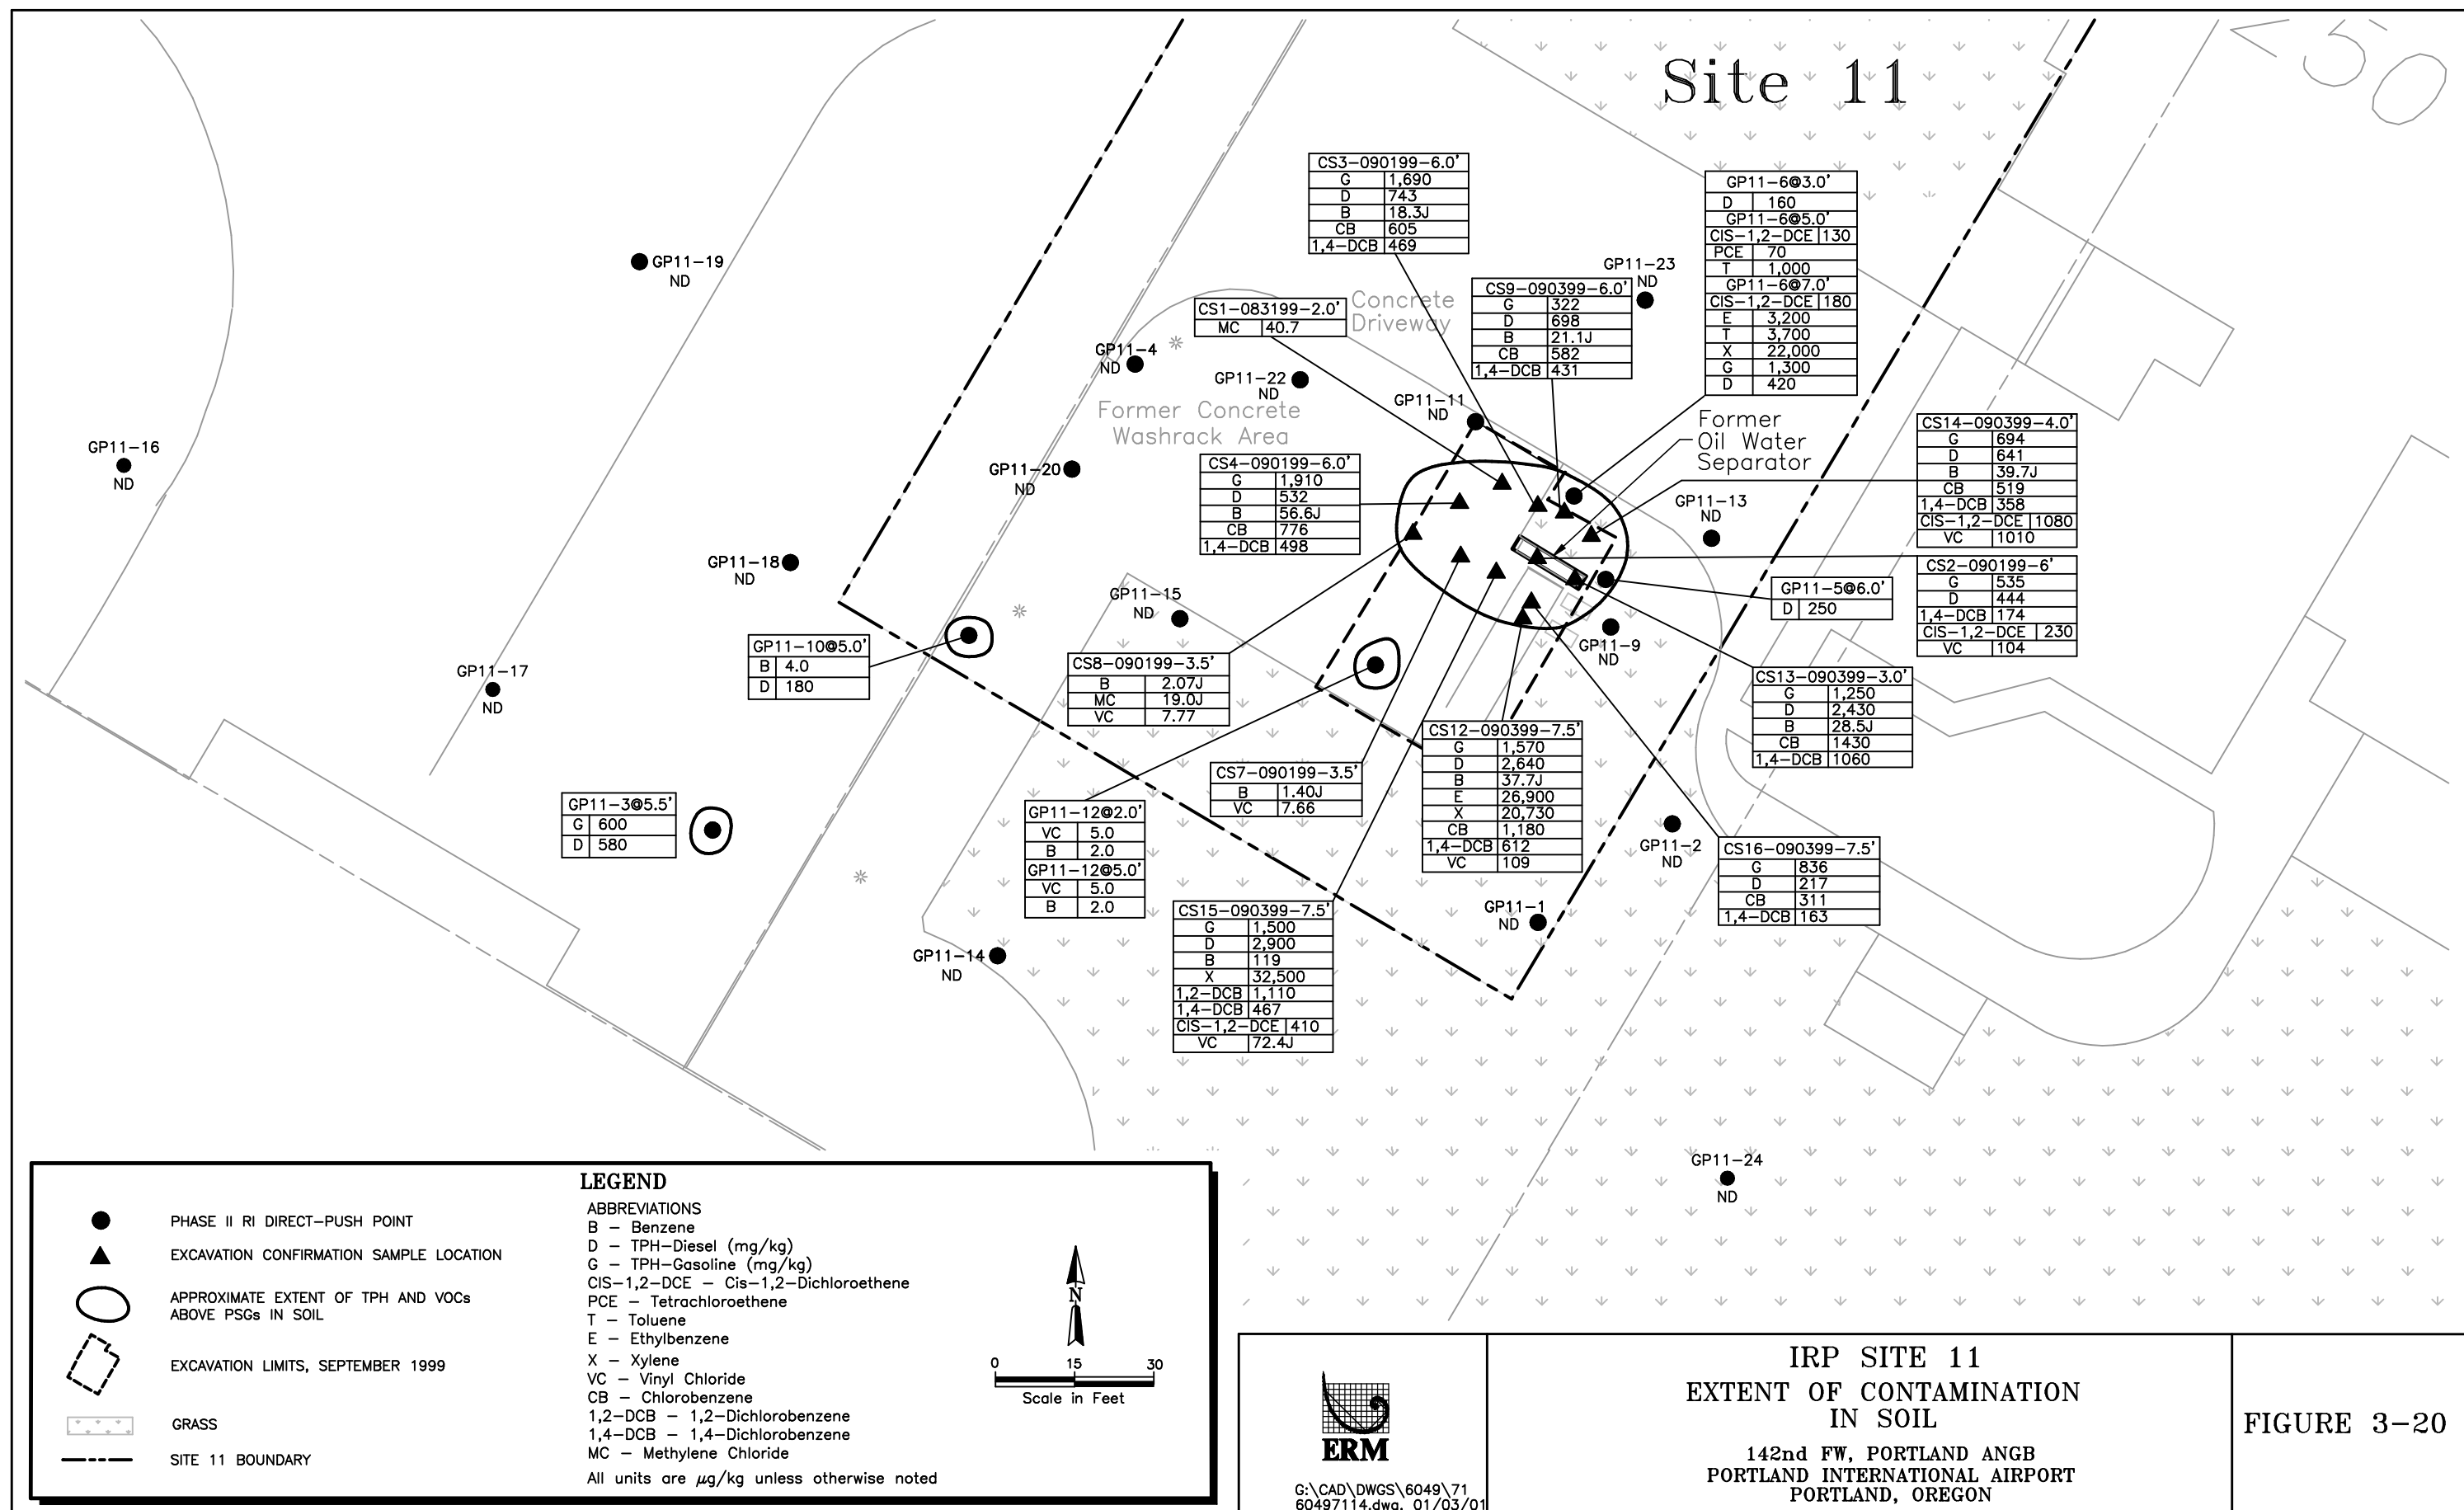 Site 11
250
CS3-090199-6.0'
G 1,690
D 743
B 18.3J
CB 605
1,4-DCB 469
GP11-6@3.0'
D 160
GP11-6@5.0'
CIS-1,2-DCE 130
PCE 70
T 1,000
GP11-6@7.0'
CIS-1,2-DCE 180
E 3,200
T 3,700
X 22,000
G 1,300
D 420
GP11-19
ND
GP11-23
ND
CS9-090399-6.0'
G 322
D 698
B 21.1J
CB 582
1,4-DCB 431
CS1-083199-2.0'
MC 40.7
Concrete
Driveway
GP11-4
ND
GP11-22
ND
GP11-11
ND
Former Concrete
Washrack Area
Former
Oil Water
Separator
CS14-090399-4.0'
G 694
D 641
B 39.7J
CB 519
1,4-DCB 358
CIS-1,2-DCE 1080
VC 1010
GP11-16
ND
GP11-20
ND
CS4-090199-6.0'
G 1,910
D 532
B 56.6J
CB 776
1,4-DCB 498
GP11-13
ND
GP11-18
ND
CS2-090199-6'
G 535
D 444
1,4-DCB 174
CIS-1,2-DCE 230
VC 104
GP11-15
ND
GP11-5@6.0'
D 250
GP11-10@5.0'
B 4.0
D 180
GP11-9
ND
GP11-17
ND
CS8-090199-3.5'
B 2.07J
MC 19.0J
VC 7.77
CS13-090399-3.0'
G 1,250
D 2,430
B 28.5J
CB 1430
1,4-DCB 1060
CS12-090399-7.5'
G 1,570
D 2,640
B 37.7J
E 26,900
X 20,730
CB 1,180
1,4-DCB 612
VC 109
CS7-090199-3.5'
B 1.40J
VC 7.66
GP11-3@5.5'
G 600
D 580
GP11-12@2.0'
VC 5.0
B 2.0
GP11-12@5.0'
VC 5.0
B 2.0
GP11-2
ND
CS16-090399-7.5'
G 836
D 217
CB 311
1,4-DCB 163
GP11-1
ND
CS15-090399-7.5'
G 1,500
D 2,900
B 119
X 32,500
1,2-DCB 1,110
1,4-DCB 467
CIS-1,2-DCE 410
VC 72.4J
GP11-14
ND
GP11-24
ND
LEGEND
PHASE II RI DIRECT-PUSH POINT
EXCAVATION CONFIRMATION SAMPLE LOCATION
APPROXIMATE EXTENT OF TPH AND VOCs
ABOVE PSGs IN SOIL
EXCAVATION LIMITS, SEPTEMBER 1999
GRASS
SITE 11 BOUNDARY
ABBREVIATIONS
B - Benzene
D - TPH-Diesel (mg/kg)
G - TPH-Gasoline (mg/kg)
CIS-1,2-DCE - Cis-1,2-Dichloroethene
PCE - Tetrachloroethene
T - Toluene
E - Ethylbenzene
X - Xylene
VC - Vinyl Chloride
CB - Chlorobenzene
1,2-DCB - 1,2-Dichlorobenzene
1,4-DCB - 1,4-Dichlorobenzene
MC - Methylene Chloride
All units are µg/kg unless otherwise noted
N
0 15 30
Scale in Feet
ERM
G:\CAD\DWGS\6049\71
60497114.dwg, 01/03/01
IRP SITE 11
EXTENT OF CONTAMINATION
IN SOIL
142nd FW, PORTLAND ANGB
PORTLAND INTERNATIONAL AIRPORT
PORTLAND, OREGON
FIGURE 3-20